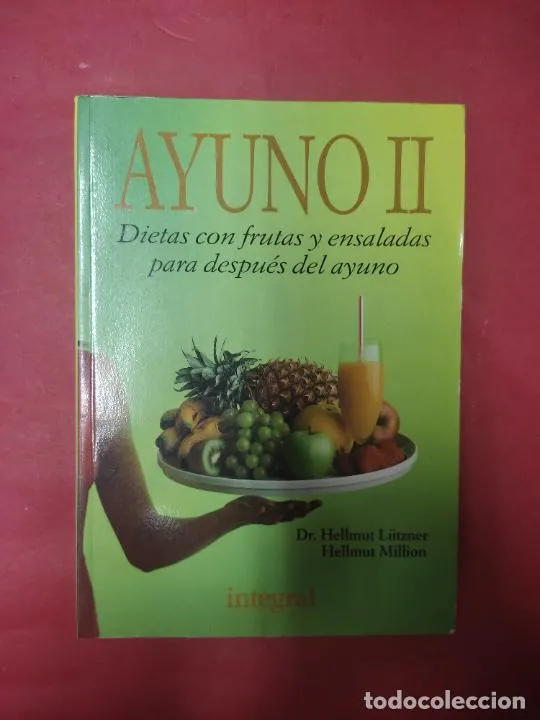 AYUNO II
Dietas con frutas y ensaladas
para después del ayuno
Dr. Hellmut Lützner
Hellmut Million
integral
todocoleccion